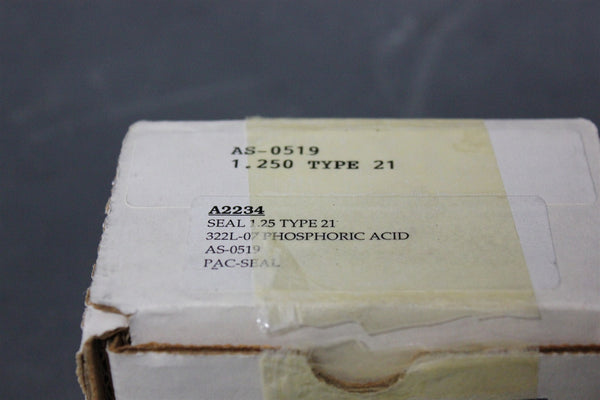 AS-0519
1.250 TYPE 21
A2234
SEAL 1.25 TYPE 21
322L-07 PHOSPHORIC ACID
AS-0519
PAC-SEAL